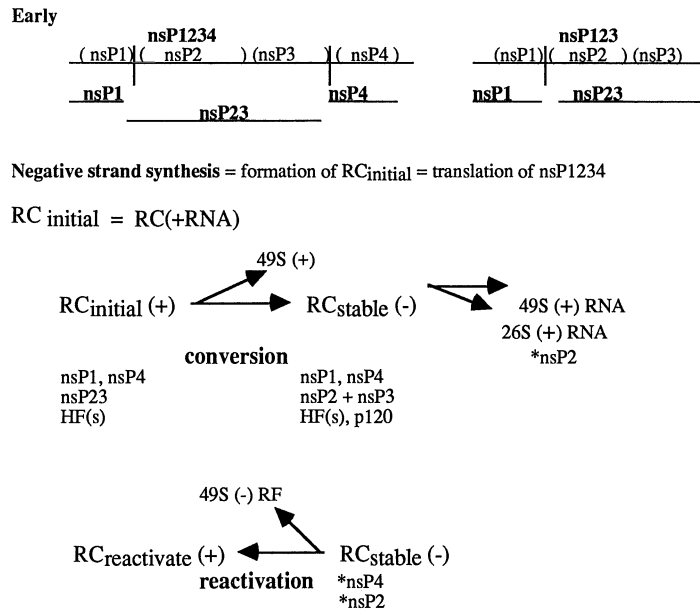 Early
nsP1234
nsP123
(nsP1)( nsP2 )(nsP3 (nsP4)
(nsP1)( nsP2 )(nsP3)
nsP1
nsP4
nsP23
nsP1
nsP23
Negative strand synthesis = formation of RCinitial = translation of nsP1234
RC initial = RC(+RNA)
49S (+)
RCinitial (+)
RCstable (-)
49S (+) RNA
26S (+) RNA
*nsP2
conversion
nsP1, nsP4
nsP23
HF(s)
nsP1, nsP4
nsP2 + nsP3
HF(s), p120
49S (-) RF
RCreactivate (+)
RCstable (-)
reactivation
*nsP4
*nsP2